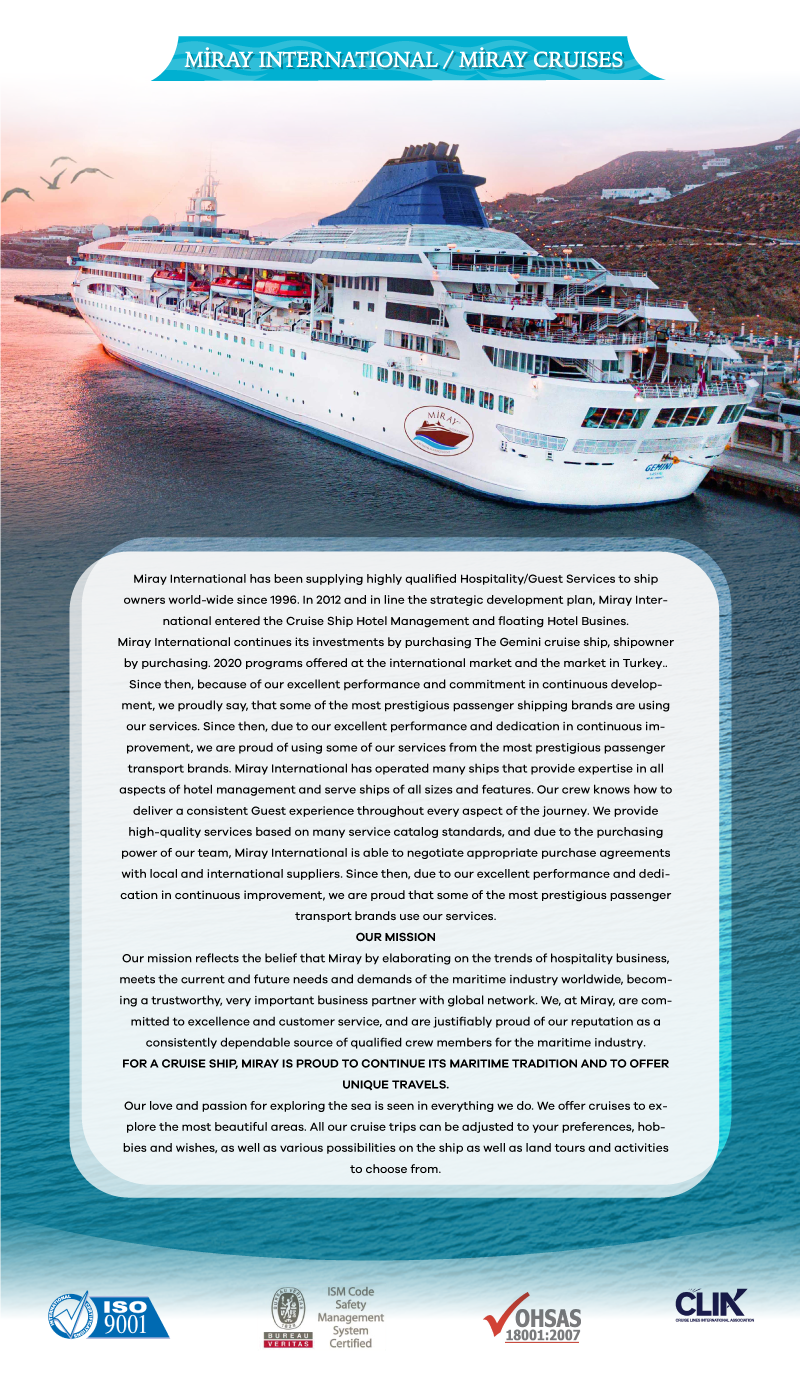 MİRAY INTERNATIONAL / MİRAY CRUISES
MİRAY
GEMINI
Miray International has been supplying highly qualified Hospitality/Guest Services to ship
owners world-wide since 1996. In 2012 and in line the strategic development plan, Miray Inter-
national entered the Cruise Ship Hotel Management and floating Hotel Busines.
Miray International continues its investments by purchasing The Gemini cruise ship, shipowner
by purchasing. 2020 programs offered at the international market and the market in Turkey..
Since then, because of our excellent performance and commitment in continuous develop-
ment, we proudly say, that some of the most prestigious passenger shipping brands are using
our services. Since then, due to our excellent performance and dedication in continuous im-
provement, we are proud of using some of our services from the most prestigious passenger
transport brands. Miray International has operated many ships that provide expertise in all
aspects of hotel management and serve ships of all sizes and features. Our crew knows how to
deliver a consistent Guest experience throughout every aspect of the journey. We provide
high-quality services based on many service catalog standards, and due to the purchasing
power of our team, Miray International is able to negotiate appropriate purchase agreements
with local and international suppliers. Since then, due to our excellent performance and dedi-
cation in continuous improvement, we are proud that some of the most prestigious passenger
transport brands use our services.
OUR MISSION
Our mission reflects the belief that Miray by elaborating on the trends of hospitality business,
meets the current and future needs and demands of the maritime industry worldwide, becom-
ing a trustworthy, very important business partner with global network. We, at Miray, are com-
mitted to excellence and customer service, and are justifiably proud of our reputation as a
consistently dependable source of qualified crew members for the maritime industry.
FOR A CRUISE SHIP, MIRAY IS PROUD TO CONTINUE ITS MARITIME TRADITION AND TO OFFER
UNIQUE TRAVELS.
Our love and passion for exploring the sea is seen in everything we do. We offer cruises to ex-
plore the most beautiful areas. All our cruise trips can be adjusted to your preferences, hob-
bies and wishes, as well as various possibilities on the ship as well as land tours and activities
to choose from.
ISO
9001
BUREAU
VERITAS
ISM Code
Safety
Management
System
Certified
OHSAS
18001:2007
CLIA
CRUISE LINES INTERNATIONAL ASSOCIATION